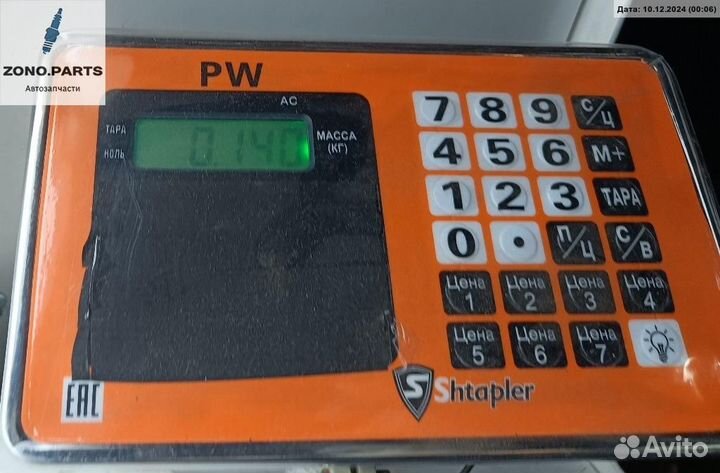 Дата: 10.12.2024 (00:06)
ZONO.PARTS
Автозапчасти
PW
AC
ТАРА
НОЛЬ
0.140
МАССА
(КГ)
7 8 9 С/Ц
4 5 6 М+
1 2 3 ТАРА
0 • П/Ц С/В
Цена 1 Цена 2 Цена 3 Цена 4
Цена 5 Цена 6 Цена 7
EAC
S Shtapler
Avito